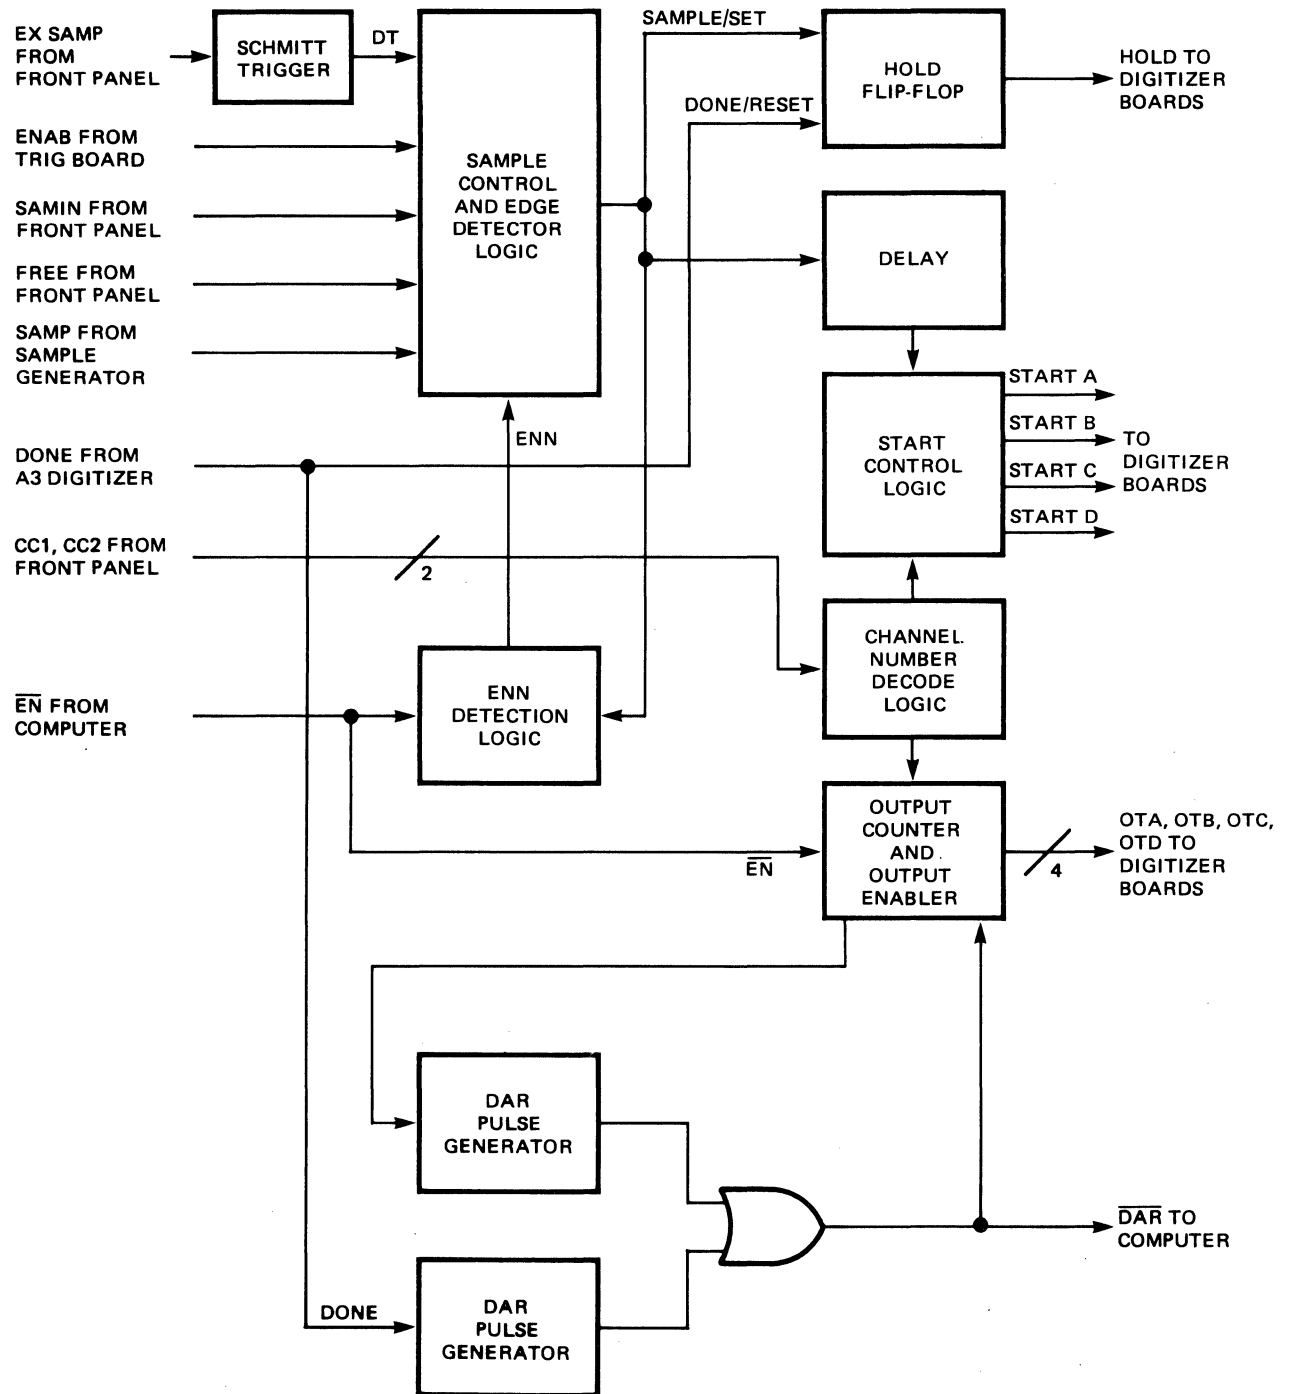 EX SAMP
FROM
FRONT PANEL
SCHMITT
TRIGGER
DT
ENAB FROM
TRIG BOARD
SAMIN FROM
FRONT PANEL
FREE FROM
FRONT PANEL
SAMP FROM
SAMPLE
GENERATOR
SAMPLE
CONTROL
AND EDGE
DETECTOR
LOGIC
SAMPLE/SET
DONE/RESET
HOLD
FLIP-FLOP
HOLD TO
DIGITIZER
BOARDS
DELAY
START
CONTROL
LOGIC
START A
START B
START C
START D
TO
DIGITIZER
BOARDS
ENN
DONE FROM
A3 DIGITIZER
CC1, CC2 FROM
FRONT PANEL
2
CHANNEL
NUMBER
DECODE
LOGIC
E̅N̅ FROM
COMPUTER
ENN
DETECTION
LOGIC
E̅N̅
OUTPUT
COUNTER
AND
OUTPUT
ENABLER
4
OTA, OTB, OTC,
OTD TO
DIGITIZER
BOARDS
DAR
PULSE
GENERATOR
D̅A̅R̅ TO
COMPUTER
DONE
DAR
PULSE
GENERATOR